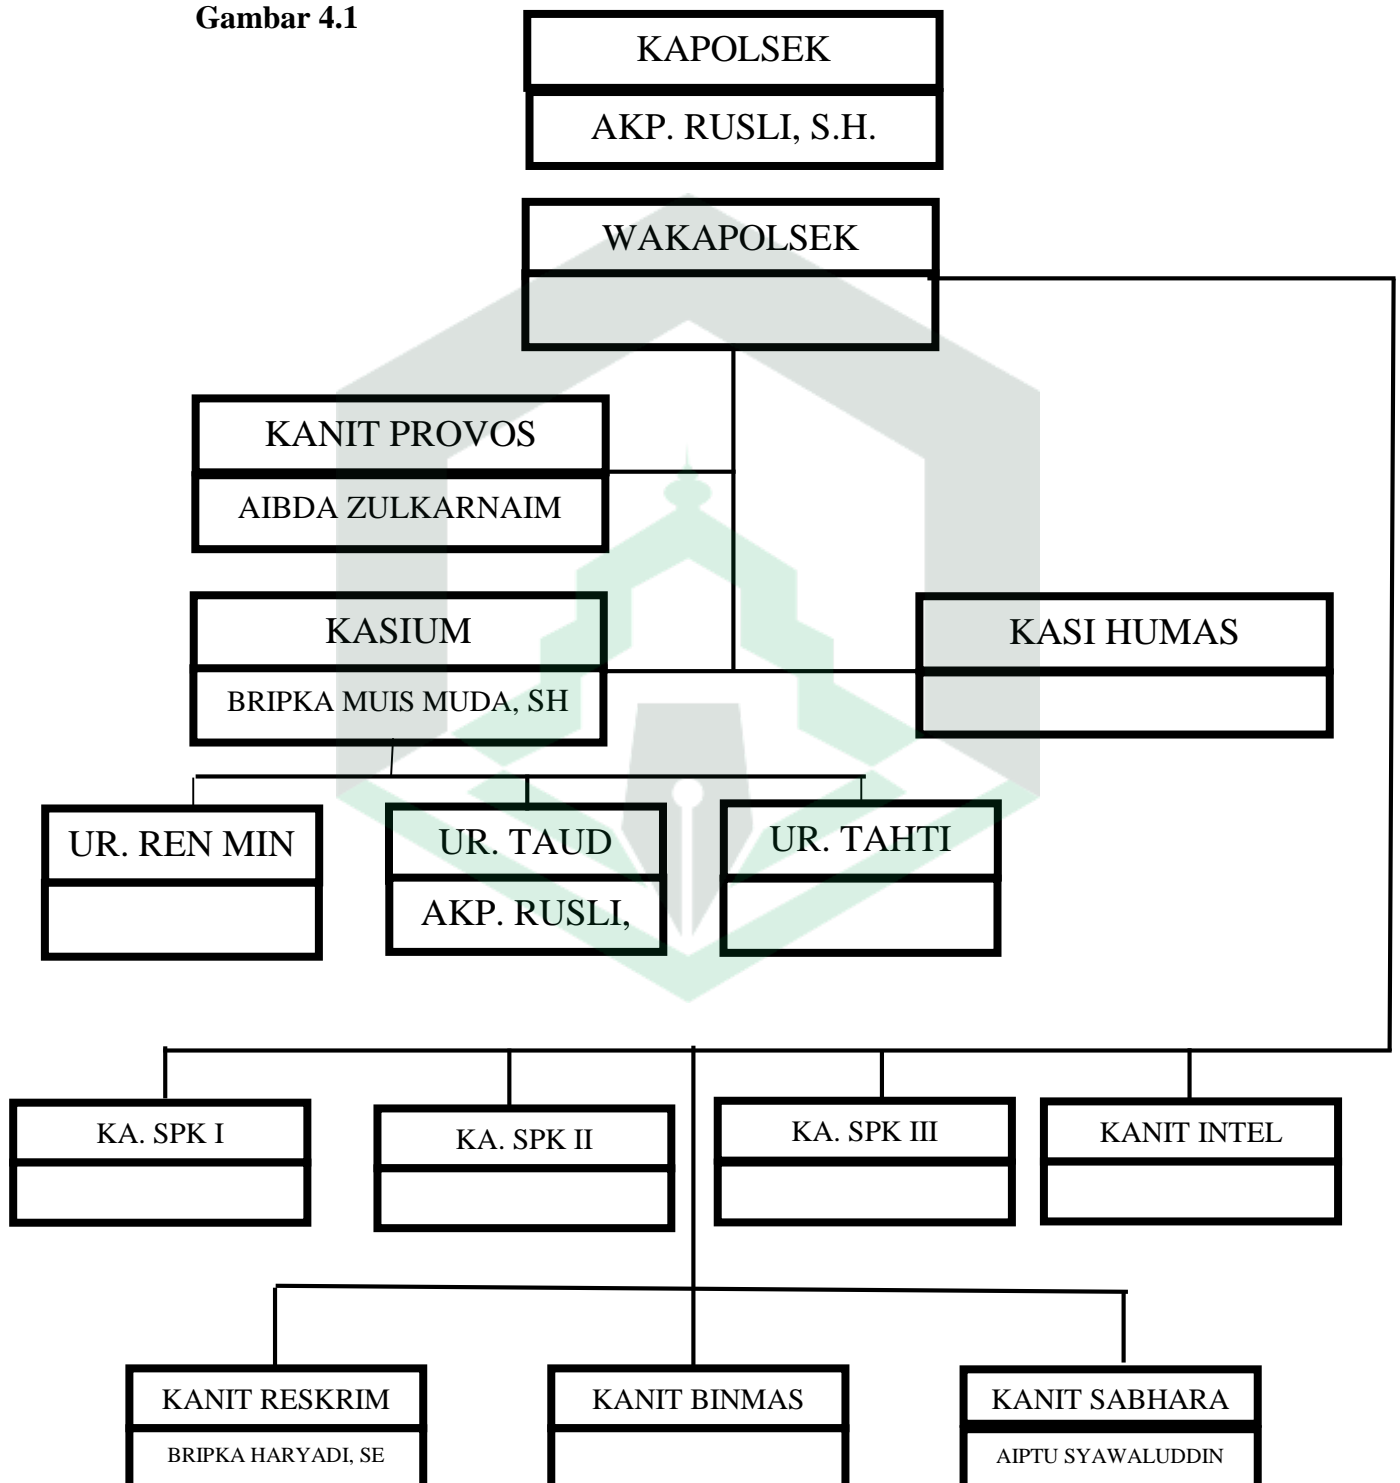 Gambar 4.1
KAPOLSEK
AKP. RUSLI, S.H.
WAKAPOLSEK
KANIT PROVOS
AIBDA ZULKARNAIM
KASIUM
BRIPKA MUIS MUDA, SH
KASI HUMAS
UR. REN MIN
UR. TAUD
AKP. RUSLI,
UR. TAHTI
KA. SPK I
KA. SPK II
KA. SPK III
KANIT INTEL
KANIT RESKRIM
BRIPKA HARYADI, SE
KANIT BINMAS
KANIT SABHARA
AIPTU SYAWALUDDIN